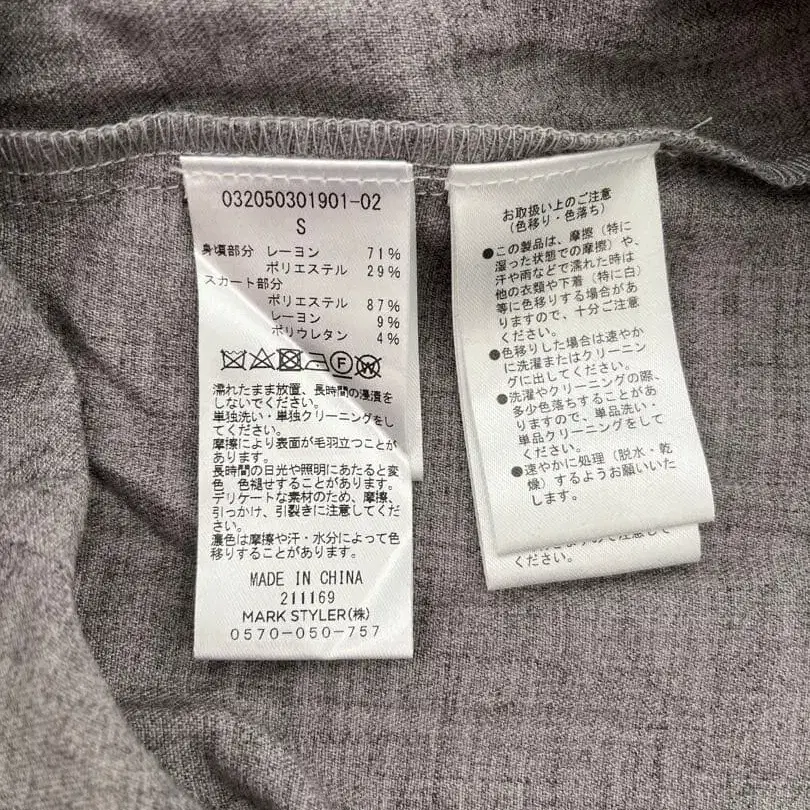 032050301901-02
S
身頃部分 レーヨン 71%
ポリエステル 29%
スカート部分
ポリエステル 87%
レーヨン 9%
ポリウレタン 4%
濡れたまま放置、長時間の浸漬を
しないでください。
単独洗い・単独クリーニングをし
てください。
摩擦により表面が毛羽立つことが
あります。
長時間の日光や照明にあたると変
色 色褪せすることがあります。
デリケートな素材のため、摩擦、
引っかけ、引裂きに注意してくださ
い。
濃色は摩擦や汗・水分によって色
移りすることがあります。
MADE IN CHINA
211169
MARK STYLER(株)
0570-050-757
お取扱い上のご注意
(色移り・色落ち)
●この製品は、摩擦(特に
湿った状態での摩擦)や、
汗や雨などで濡れた時は
他の衣類や下着(特に白)
等に色移りする場合があ
りますので、十分ご注意
ください。
●色移りした場合は速やか
に洗濯またはクリーニン
グに出してください。
●洗濯やクリーニングの際、
多少色落ちすることがあ
りますので、単品洗い・
単品クリーニングをして
ください。
●速やかに処理(脱水・乾
燥)するようお願いいた
します。
ください。